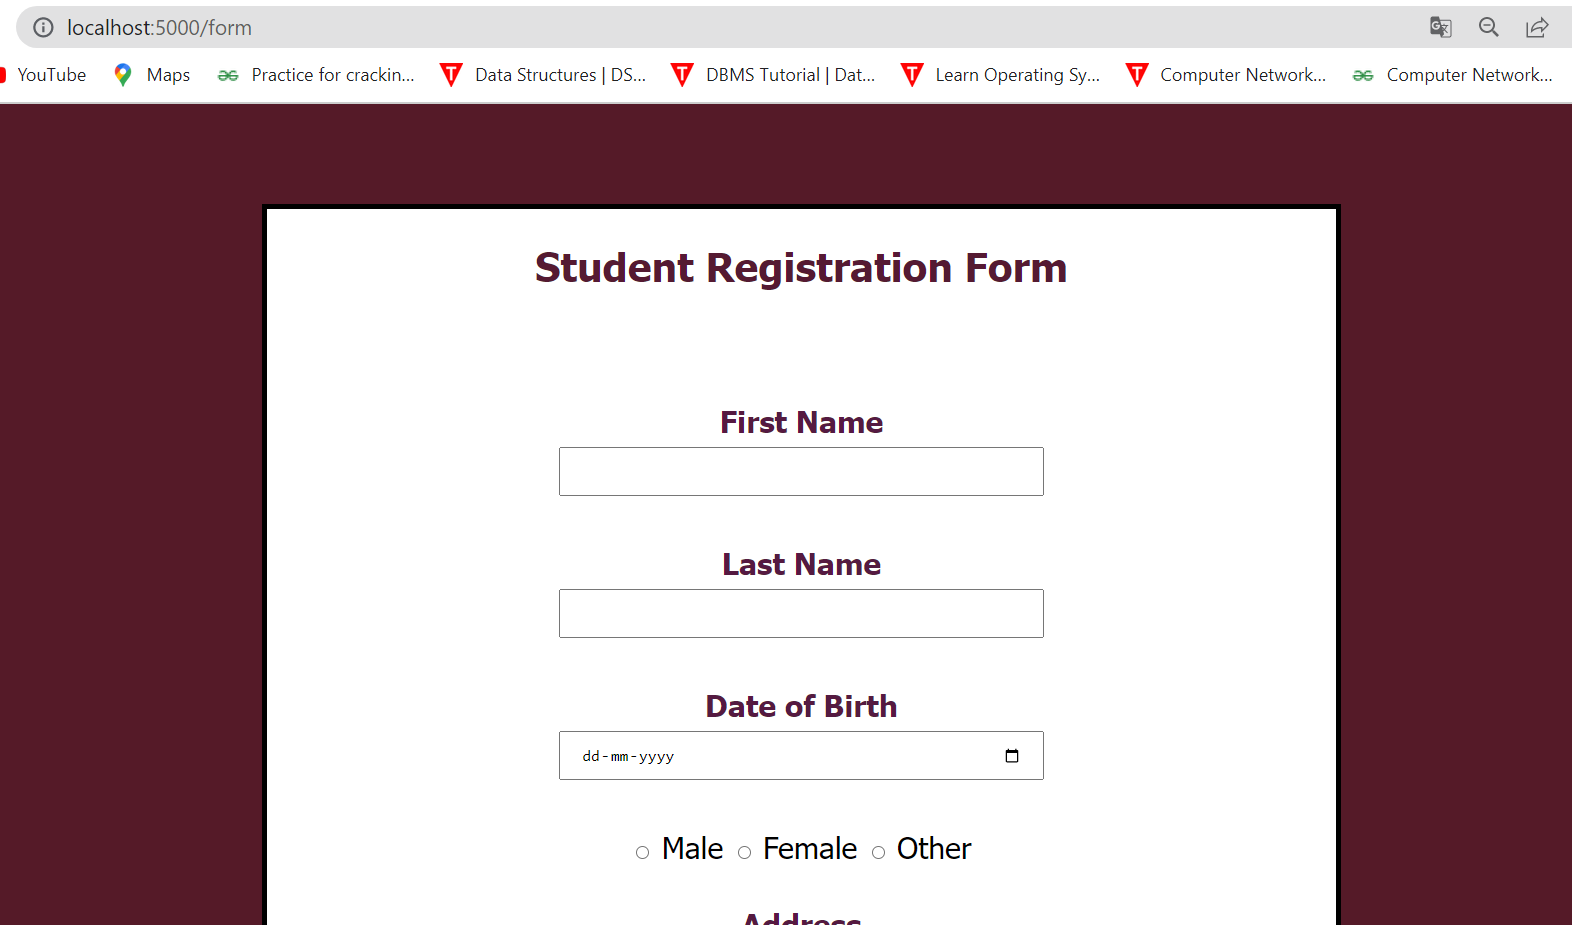 localhost:5000/form
YouTube Maps Practice for crackin... Data Structures | DS... DBMS Tutorial | Dat... Learn Operating Sy... Computer Network... Computer Network...
Student Registration Form
First Name
Last Name
Date of Birth
dd-mm-yyyy
Male Female Other
Address